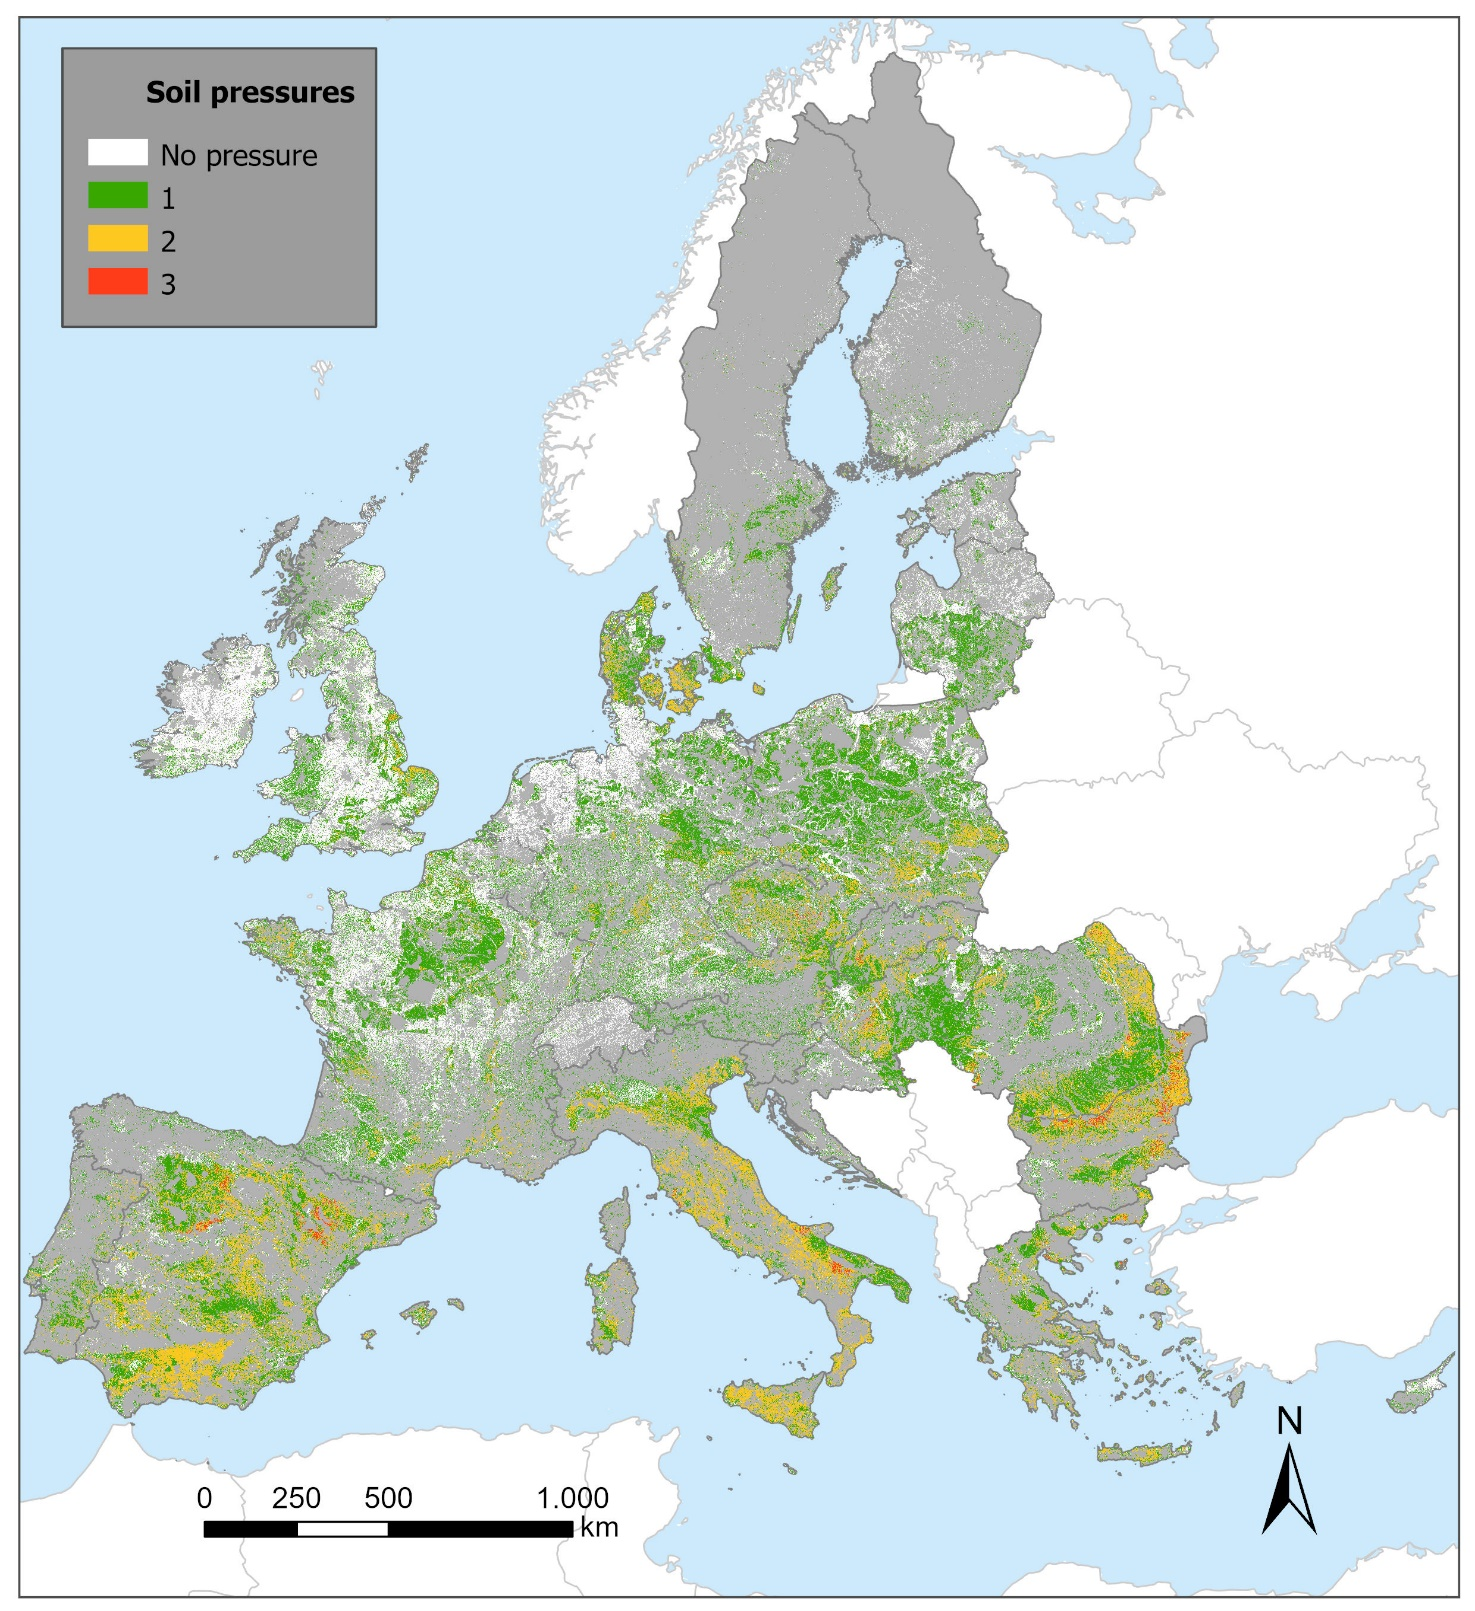 Soil pressures
No pressure
1
2
3
N
0 250 500 1.000
km